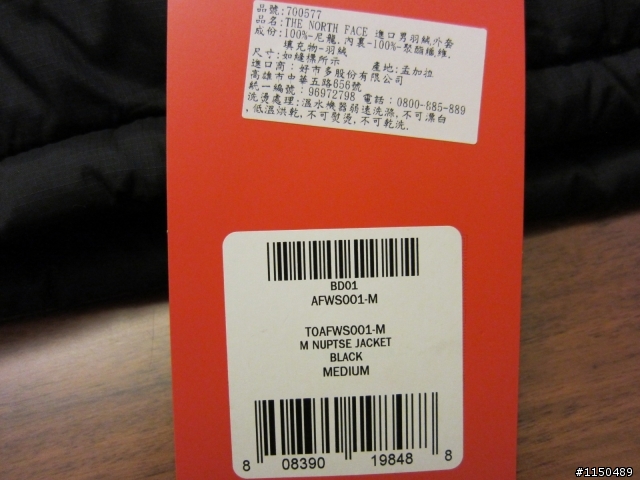 品號:700577
品名:THE NORTH FACE 進口男羽絨外套
成份:100%-尼龍,內裏-100%-聚酯纖維.
填充物-羽絨
尺寸:如縫標所示 產地:孟加拉
進口商:好市多股份有限公司
高雄市中華五路656號
統一編號:96972798 電話:0800-885-889
洗燙處理:溫水機器弱速洗滌,不可漂白
,低溫烘乾,不可熨燙,不可乾洗.
BD01
AFWS001-M
TOAFWS001-M
M NUPTSE JACKET
BLACK
MEDIUM
8 08390 19848 8
#1150489